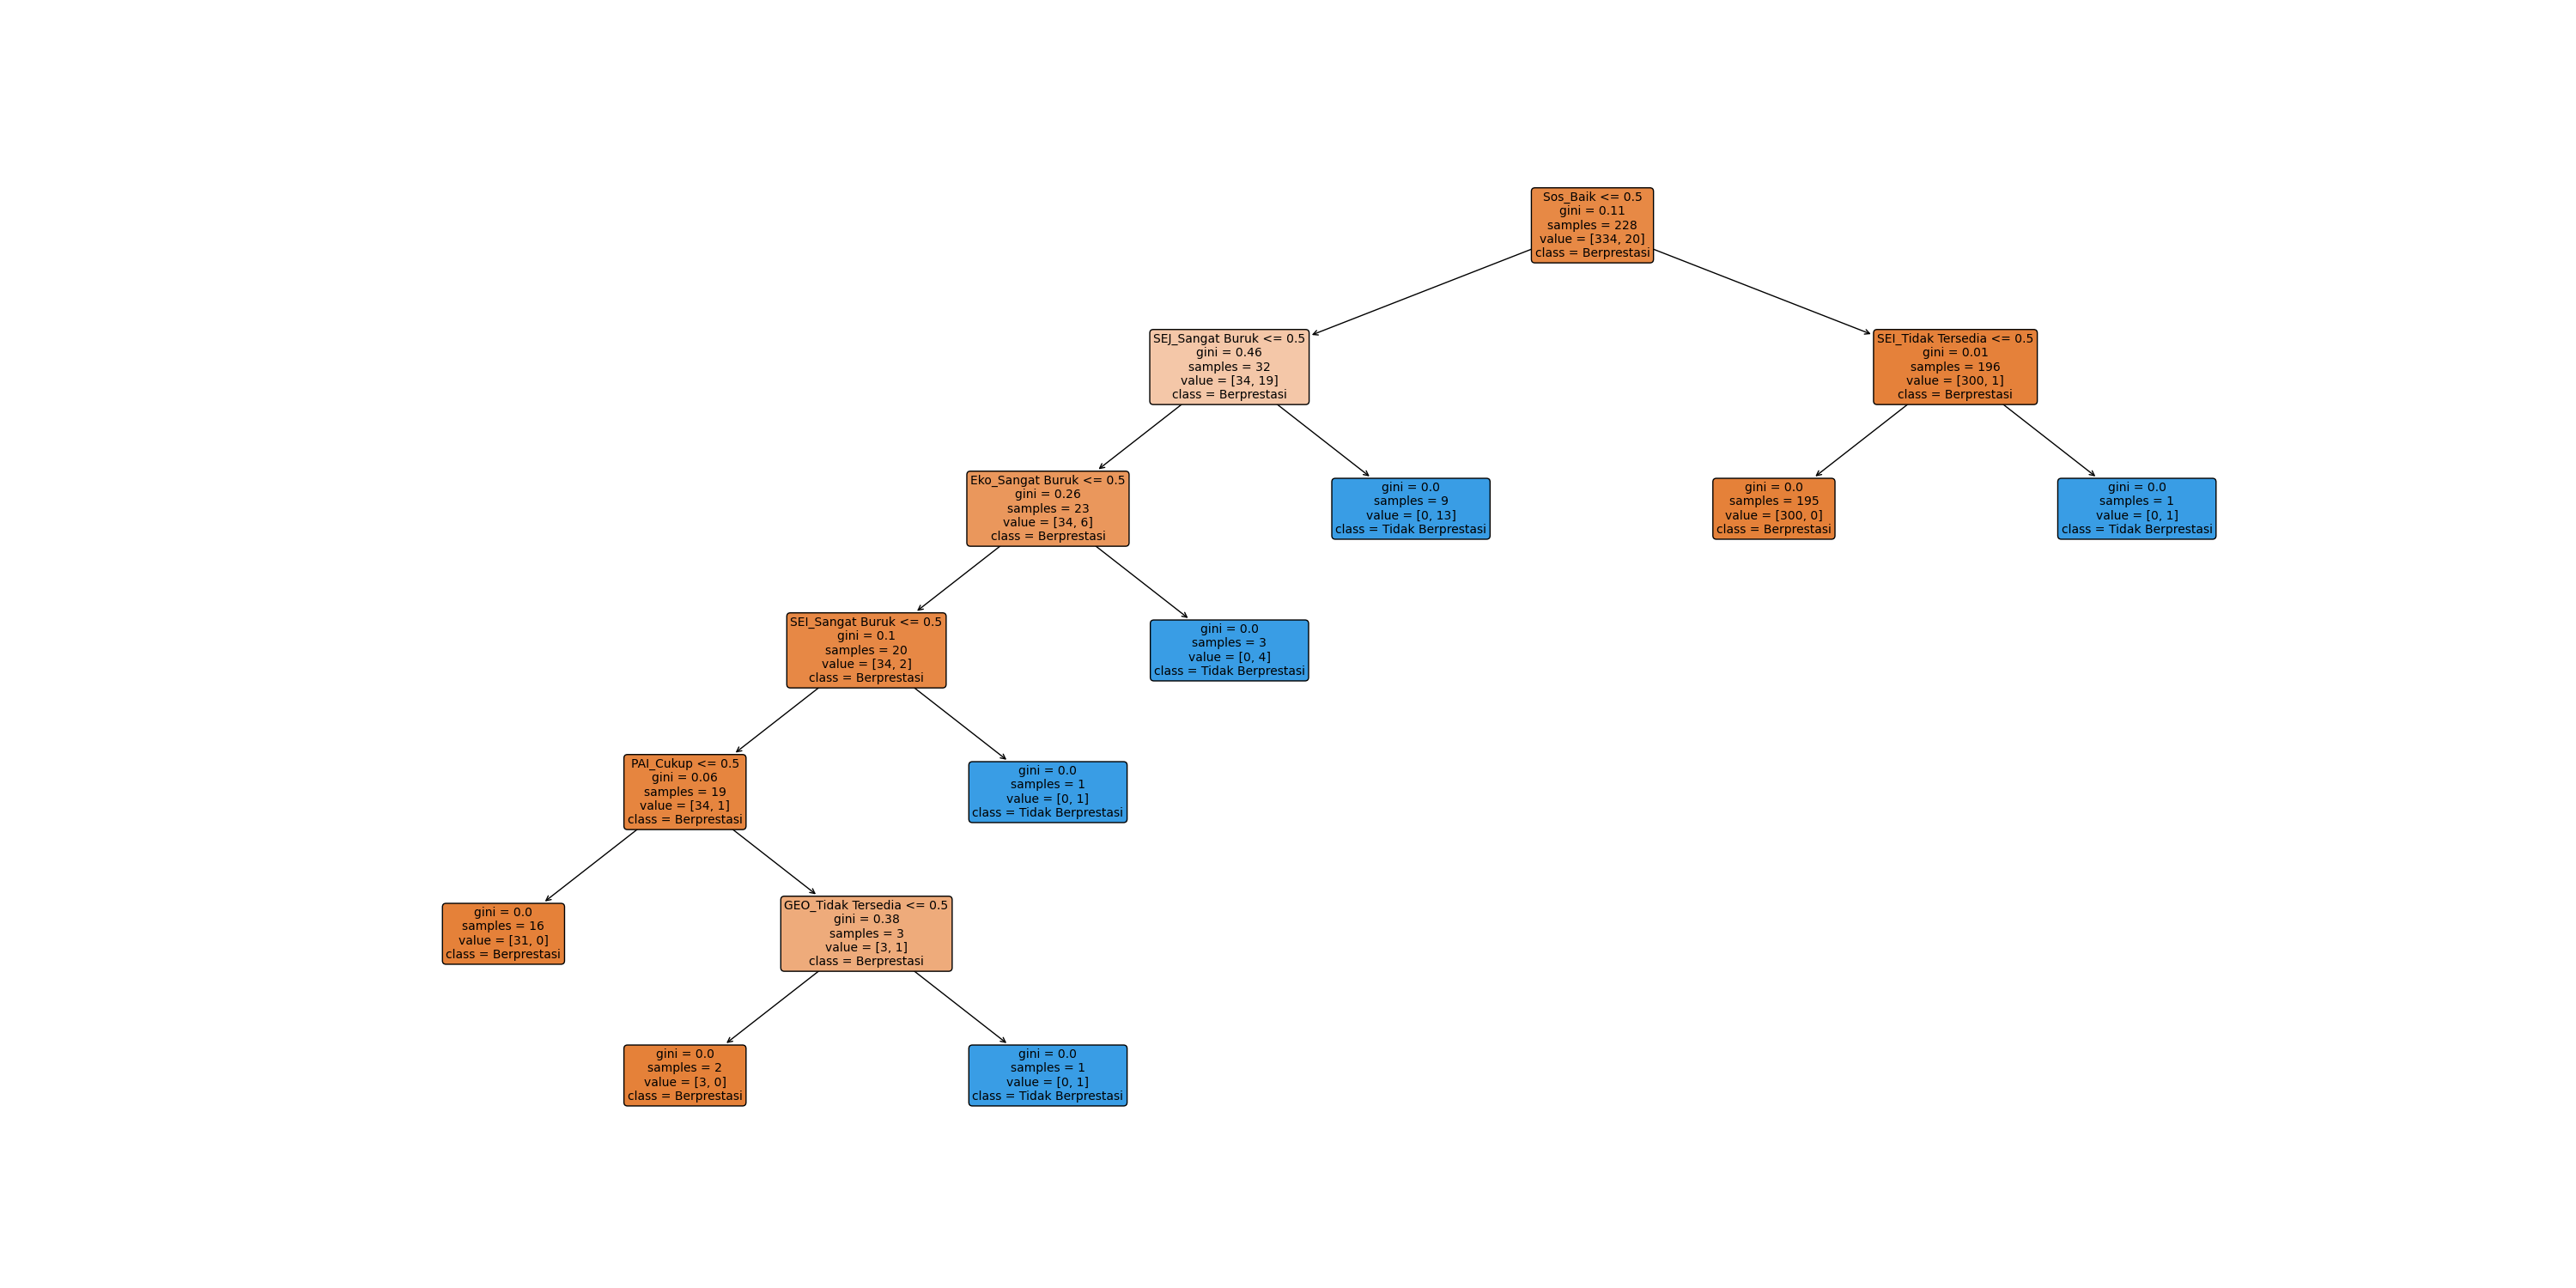 Sos_Baik <= 0.5
gini = 0.11
samples = 228
value = [334, 20]
class = Berprestasi
SEJ_Sangat Buruk <= 0.5
gini = 0.46
samples = 32
value = [34, 19]
class = Berprestasi
SEI_Tidak Tersedia <= 0.5
gini = 0.01
samples = 196
value = [300, 1]
class = Berprestasi
Eko_Sangat Buruk <= 0.5
gini = 0.26
samples = 23
value = [34, 6]
class = Berprestasi
gini = 0.0
samples = 9
value = [0, 13]
class = Tidak Berprestasi
gini = 0.0
samples = 195
value = [300, 0]
class = Berprestasi
gini = 0.0
samples = 1
value = [0, 1]
class = Tidak Berprestasi
SEI_Sangat Buruk <= 0.5
gini = 0.1
samples = 20
value = [34, 2]
class = Berprestasi
gini = 0.0
samples = 3
value = [0, 4]
class = Tidak Berprestasi
PAI_Cukup <= 0.5
gini = 0.06
samples = 19
value = [34, 1]
class = Berprestasi
gini = 0.0
samples = 1
value = [0, 1]
class = Tidak Berprestasi
gini = 0.0
samples = 16
value = [31, 0]
class = Berprestasi
GEO_Tidak Tersedia <= 0.5
gini = 0.38
samples = 3
value = [3, 1]
class = Berprestasi
gini = 0.0
samples = 2
value = [3, 0]
class = Berprestasi
gini = 0.0
samples = 1
value = [0, 1]
class = Tidak Berprestasi